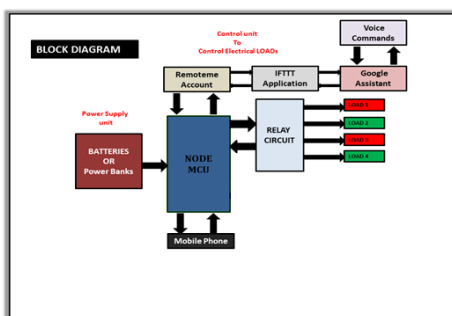 BLOCK DIAGRAM
Control unit
To
Control Electrical LOADs
Voice
Commands
Remoteme
Account
IFTTT
Application
Google
Assistant
Power Supply
unit
BATTERIES
OR
Power Banks
NODE
MCU
RELAY
CIRCUIT
LOAD 1
LOAD 2
LOAD 3
LOAD 4
Mobile Phone